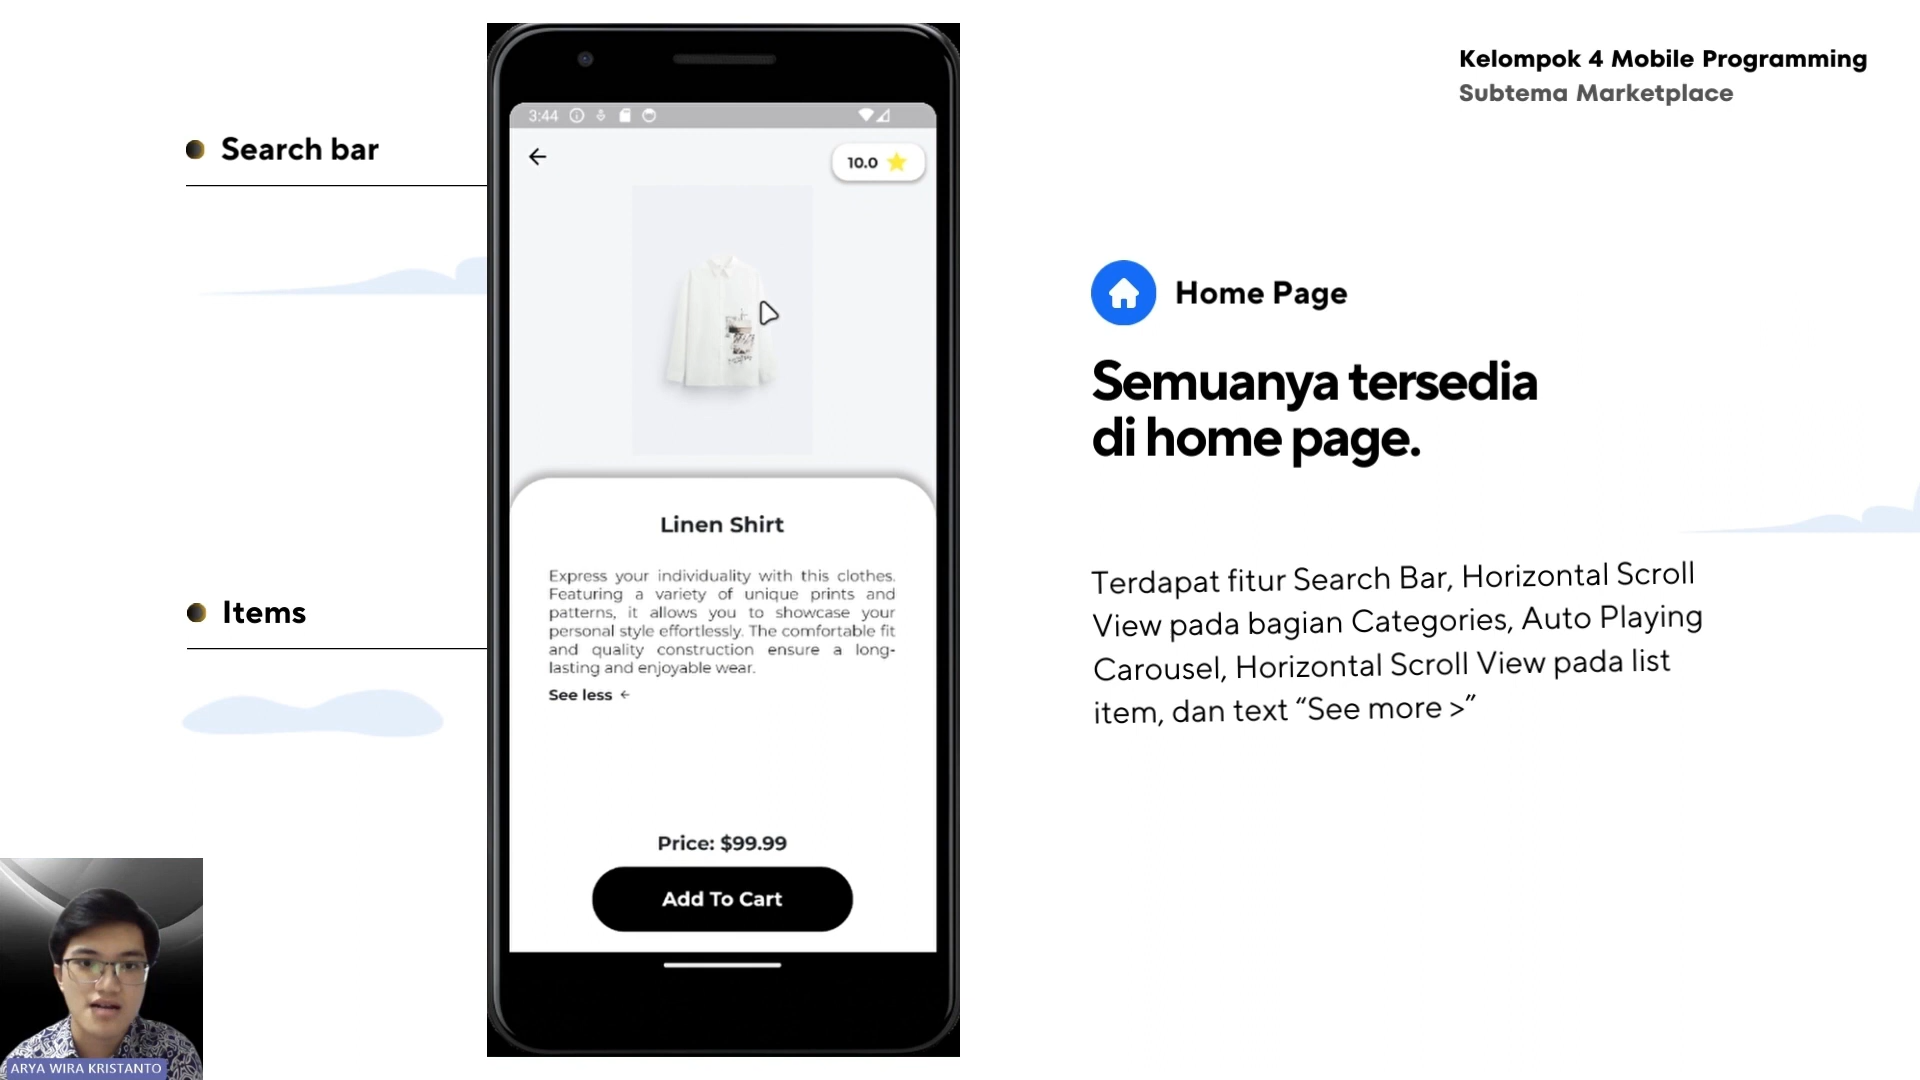 Kelompok 4 Mobile Programming
Subtema Marketplace
Search bar
Items
3:44
10.0
Linen Shirt
Express your individuality with this clothes.
Featuring a variety of unique prints and
patterns, it allows you to showcase your
personal style effortlessly. The comfortable fit
and quality construction ensure a long-
lasting and enjoyable wear.
See less ←
Price: $99.99
Add To Cart
Home Page
Semuanya tersedia
di home page.
Terdapat fitur Search Bar, Horizontal Scroll
View pada bagian Categories, Auto Playing
Carousel, Horizontal Scroll View pada list
item, dan text “See more >”
ARYA WIRA KRISTANTO